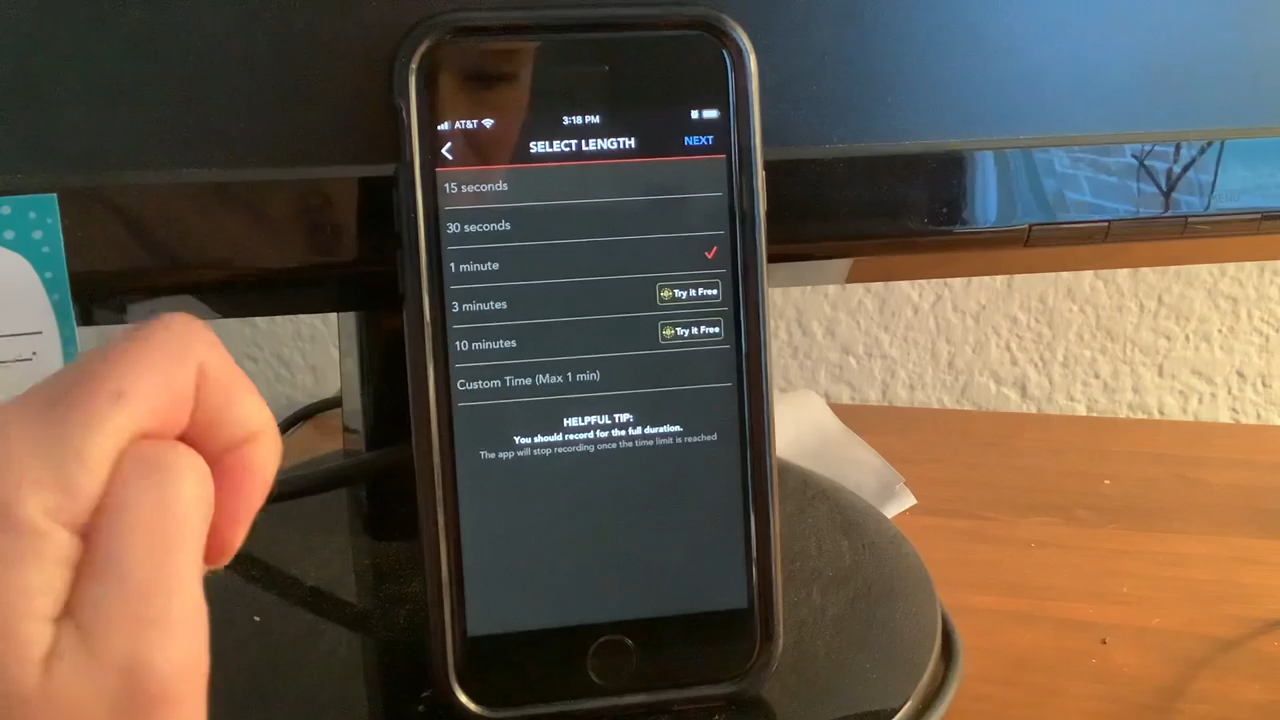 AT&T 3:18 PM
SELECT LENGTH NEXT
15 seconds
30 seconds
1 minute
3 minutes Try it Free
10 minutes Try it Free
Custom Time (Max 1 min)
HELPFUL TIP:
You should record for the full duration.
The app will stop recording once the time limit is reached
MENU